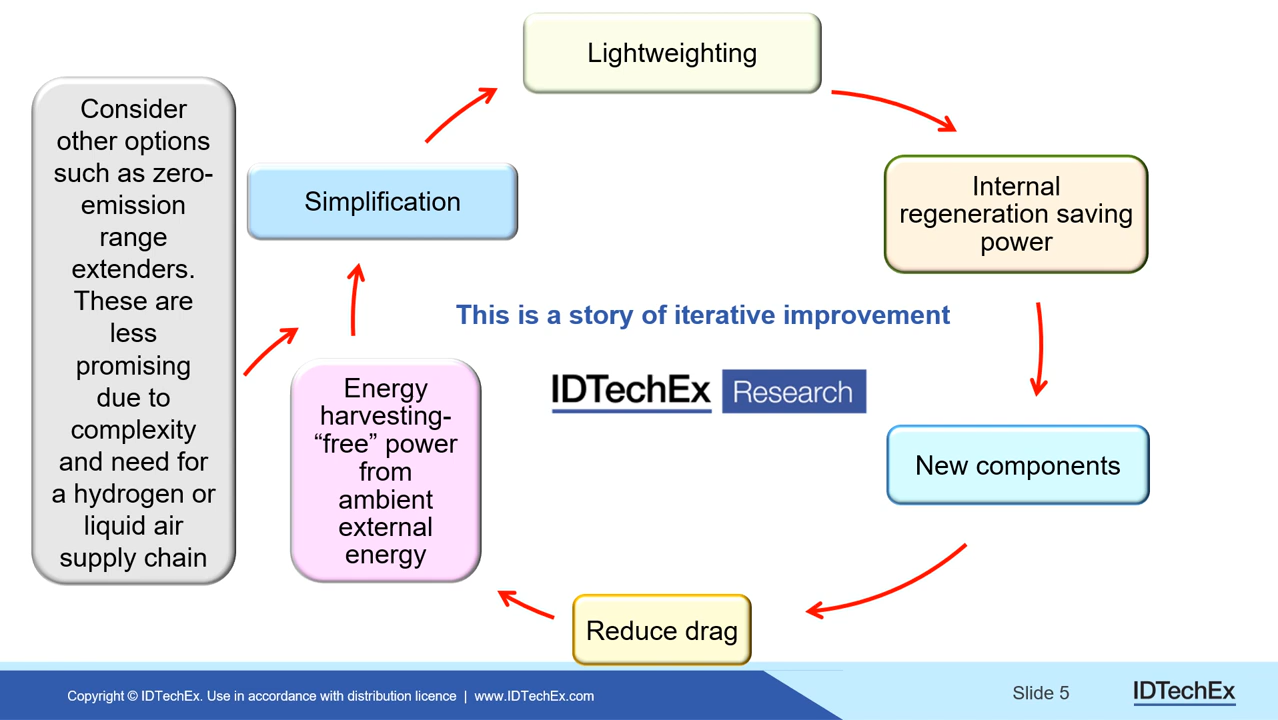 Lightweighting
Consider
other options
such as zero-
emission
range
extenders.
These are
less
promising
due to
complexity
and need for
a hydrogen or
liquid air
supply chain
Simplification
Internal
regeneration saving
power
This is a story of iterative improvement
IDTechEx Research
Energy
harvesting-
“free” power
from
ambient
external
energy
New components
Reduce drag
Copyright © IDTechEx. Use in accordance with distribution licence | www.IDTechEx.com
Slide 5
IDTechEx